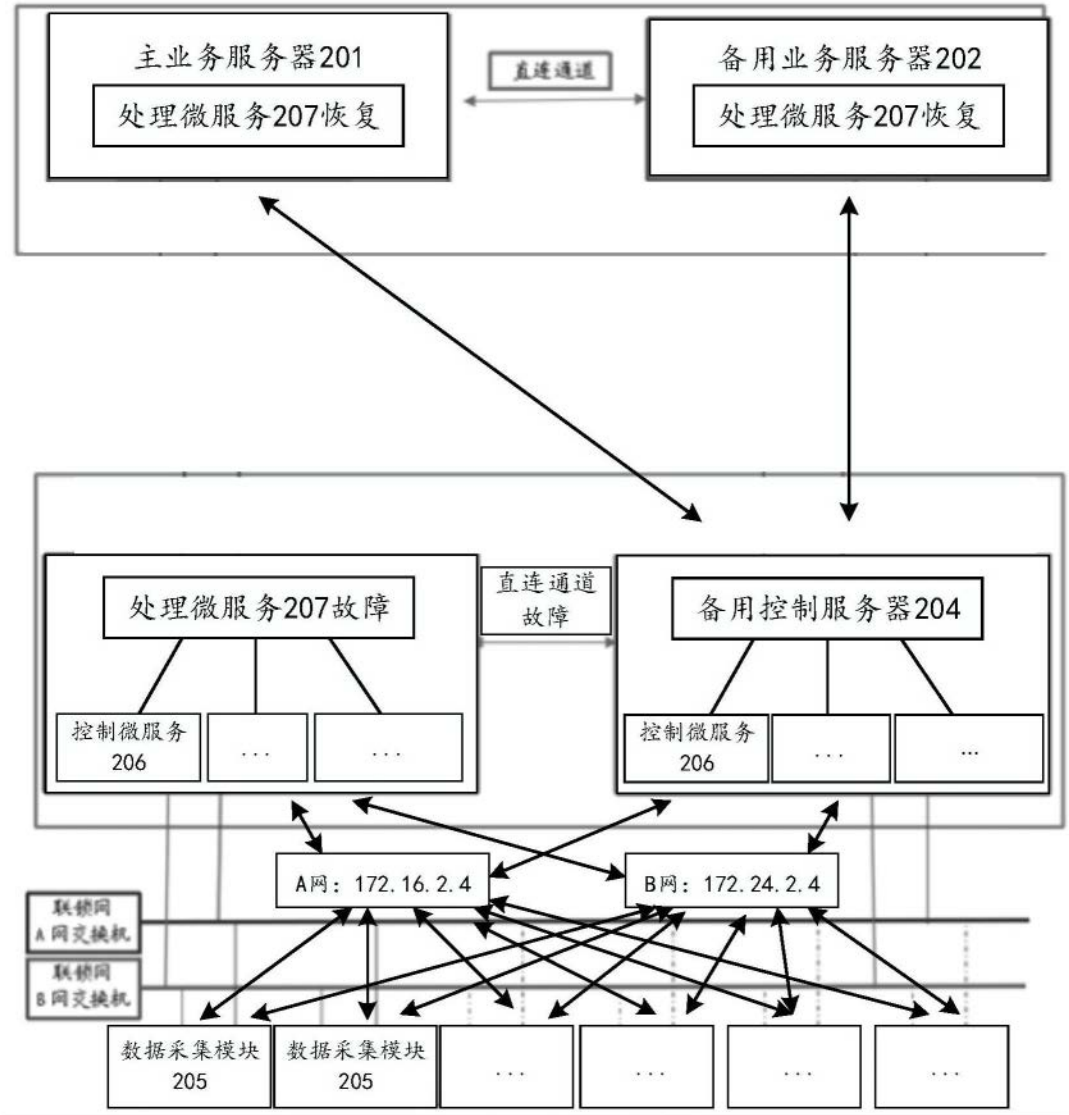 主业务服务器201
直连通道
备用业务服务器202
处理微服务207恢复
处理微服务207恢复
处理微服务207故障
直连通道
故障
备用控制服务器204
控制微服务
206
...
...
控制微服务
206
...
...
A网：172.16.2.4
B网：172.24.2.4
联锁网
A网交换机
联锁网
B网交换机
数据采集模块
205
数据采集模块
205
...
...
...
...